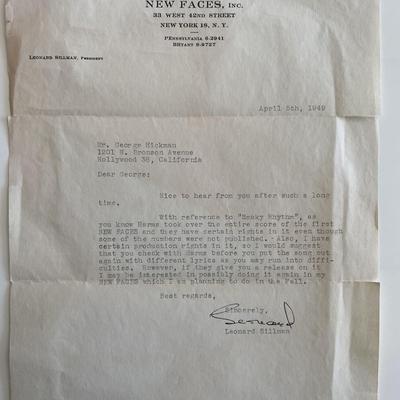 NEW FACES, INC.
33 WEST 42ND STREET
NEW YORK 18, N. Y.
PENNSYLVANIA 6-2941
BRYANT 9-9727
LEONARD SILLMAN, PRESIDENT
April 5th, 1949
Mr. George Hickman
1201 N. Bronson Avenue
Hollywood 38, California
Dear George:
Nice to hear from you after such a long
time.
With reference to "Heaky Rhythm", as
you know Harms took over the entire score of the first
NEW FACES and they have certain rights in it even though
some of the numbers were not published. Also, I have
certain production rights in it, so I would suggest
that you check with Harms before you put the song out
again with different lyrics as you may run into diffi-
culties. However, if they give you a release on it
I may be interested in possibly doing it again in my
NEW FACES which I am planning to do in the Fall.
Best regards,
Sincerely,
Leonard
Leonard Sillman